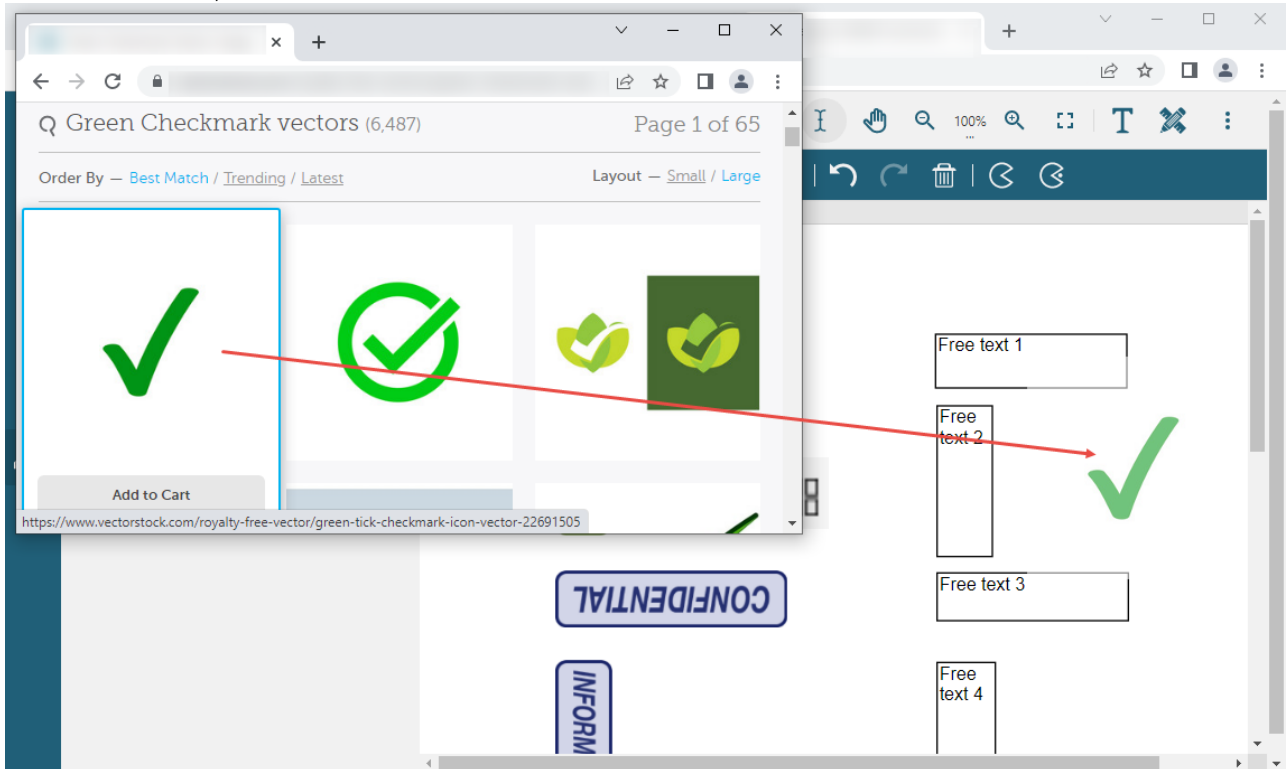 Green Checkmark vectors (6,487)
Page 1 of 65
Order By — Best Match / Trending / Latest
Layout — Small / Large
Add to Cart
https://www.vectorstock.com/royalty-free-vector/green-tick-checkmark-icon-vector-22691505
100%
...
T
Free text 1
Free
text 2
CONFIDENTIAL
Free text 3
INFORM
Free
text 4